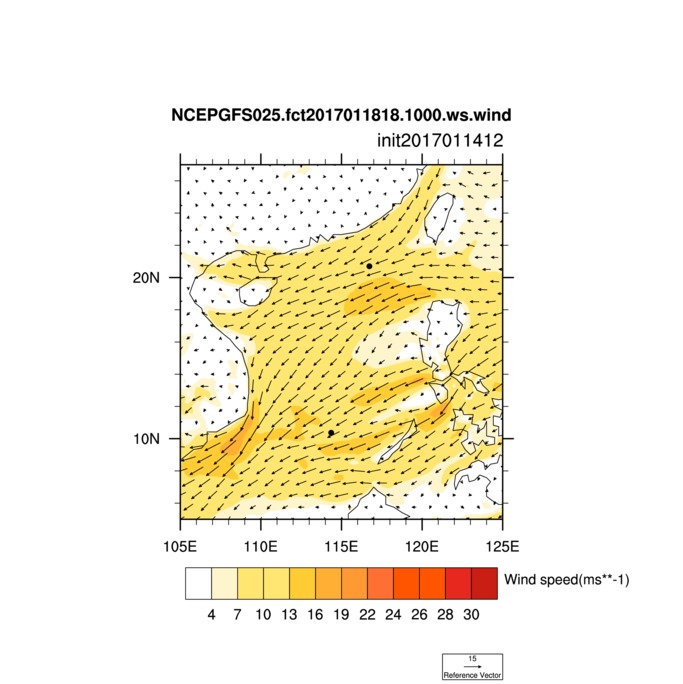 NCEPGFS025.fct2017011818.1000.ws.wind
init2017011412
20N
10N
105E 110E 115E 120E 125E
4 7 10 13 16 19 22 24 26 28 30
Wind speed(ms**-1)
15
Reference Vector